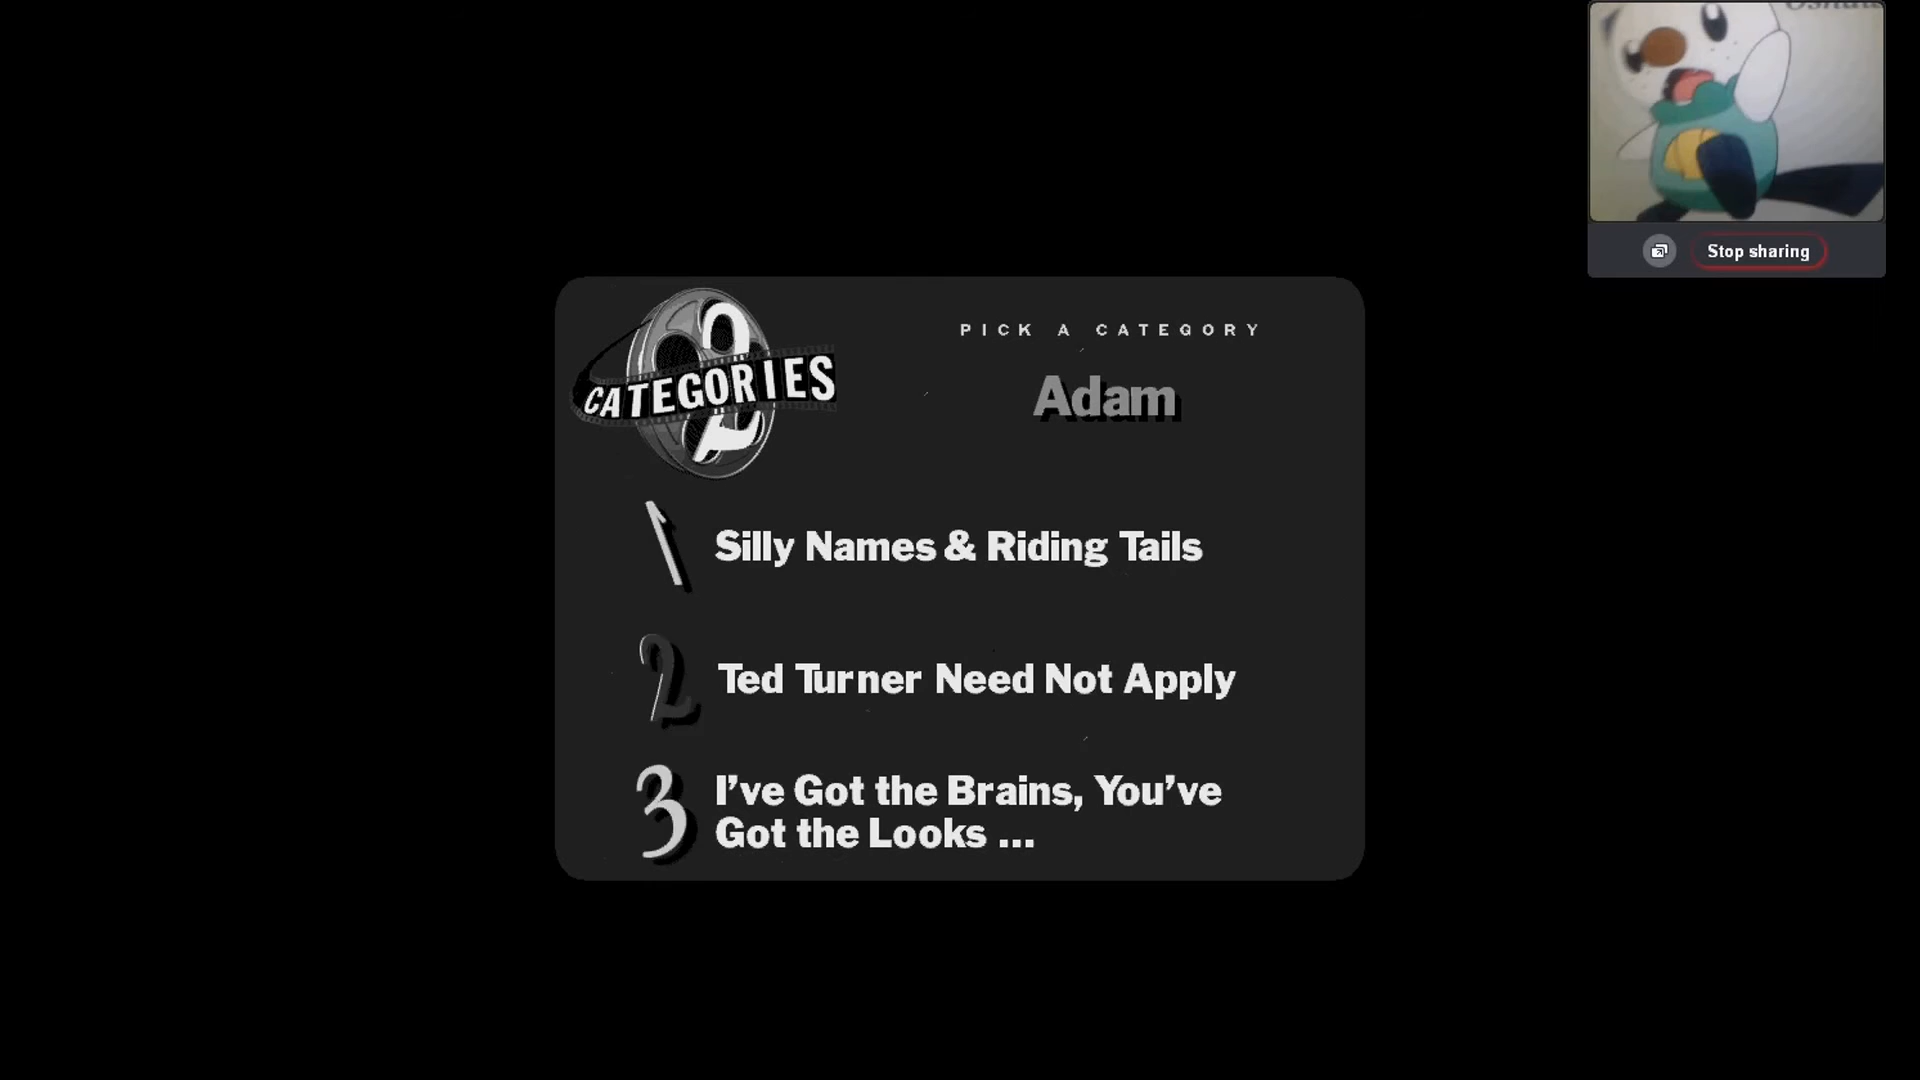 Stop sharing
PICK A CATEGORY
CATEGORIES
2
Adam
1 Silly Names & Riding Tails
2 Ted Turner Need Not Apply
3 I've Got the Brains, You've
Got the Looks ...